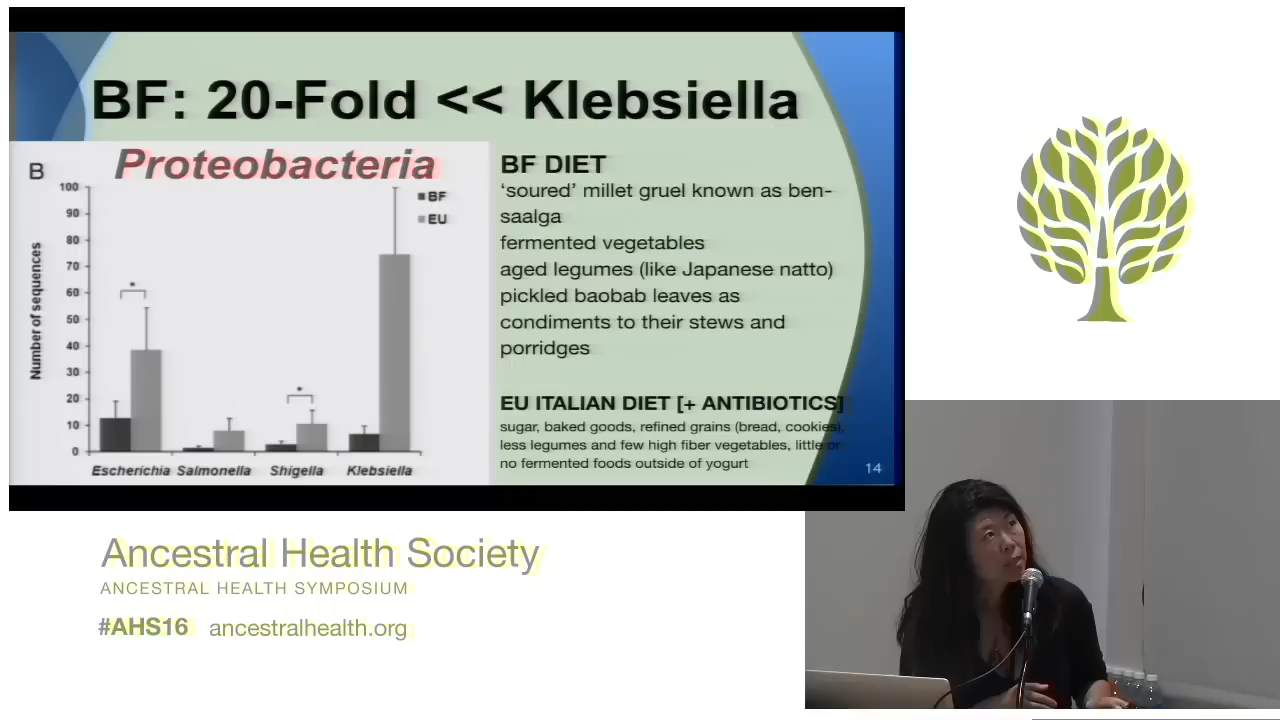 BF: 20-Fold << Klebsiella
B
Proteobacteria
100
90
80
70
60
50
40
30
20
10
0
Number of sequences
BF
EU
*
*
Escherichia Salmonella Shigella Klebsiella
BF DIET
‘soured’ millet gruel known as ben-
saalga
fermented vegetables
aged legumes (like Japanese natto)
pickled baobab leaves as
condiments to their stews and
porridges
EU ITALIAN DIET [+ ANTIBIOTICS]
sugar, baked goods, refined grains (bread, cookies),
less legumes and few high fiber vegetables, little or
no fermented foods outside of yogurt
14
Ancestral Health Society
ANCESTRAL HEALTH SYMPOSIUM
#AHS16 ancestralhealth.org